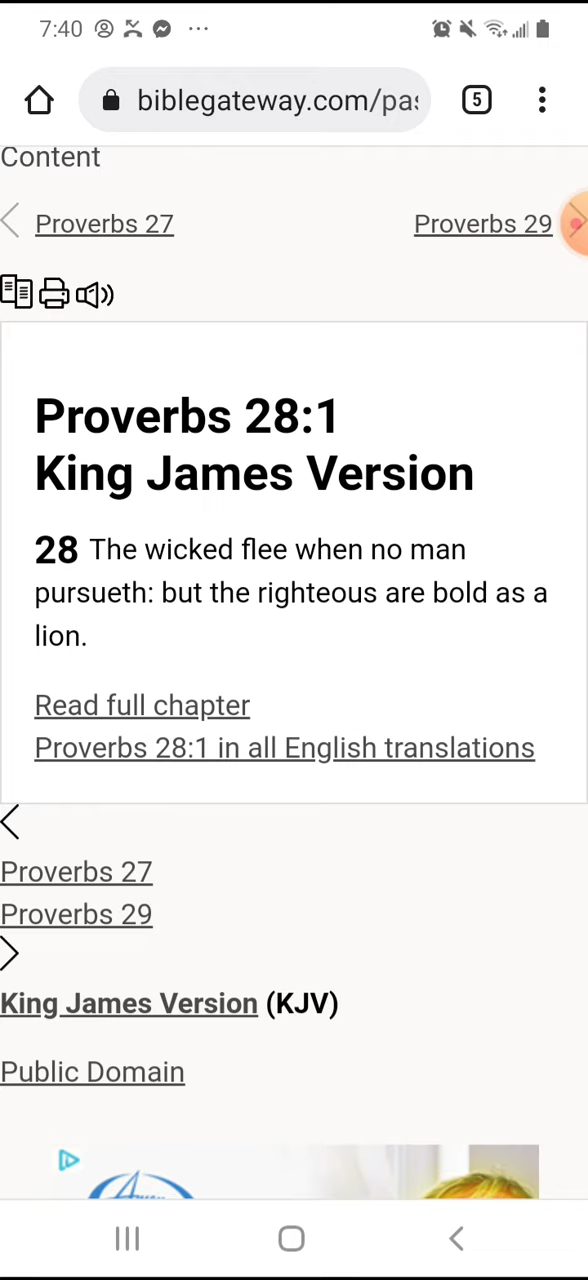 7:40
5
biblegateway.com/pas
Content
Proverbs 27
Proverbs 29
Proverbs 28:1
King James Version
28 The wicked flee when no man
pursueth: but the righteous are bold as a
lion.
Read full chapter
Proverbs 28:1 in all English translations
Proverbs 27
Proverbs 29
King James Version (KJV)
Public Domain